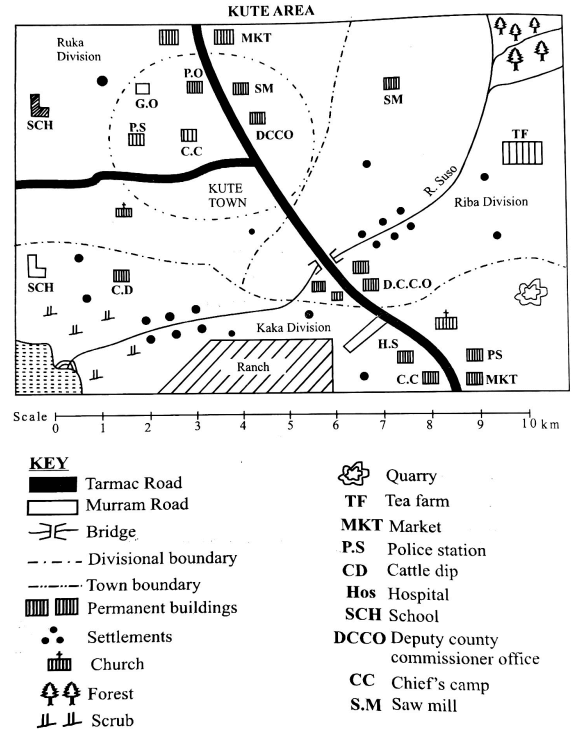 KUTE AREA
Ruka
Division
MKT
P.O
G.O
SM
SM
SCH
P.S
C.C
DCCO
TF
KUTE
TOWN
R. Suso
Riba Division
SCH
C.D
D.C.C.O
Kaka Division
H.S
PS
Ranch
C.C
MKT
Scale
0 1 2 3 4 5 6 7 8 9 10 km
KEY
Tarmac Road
Murram Road
Bridge
Divisional boundary
Town boundary
Permanent buildings
Settlements
Church
Forest
Scrub
Quarry
TF Tea farm
MKT Market
P.S Police station
CD Cattle dip
Hos Hospital
SCH School
DCCO Deputy county
commissioner office
CC Chief's camp
S.M Saw mill